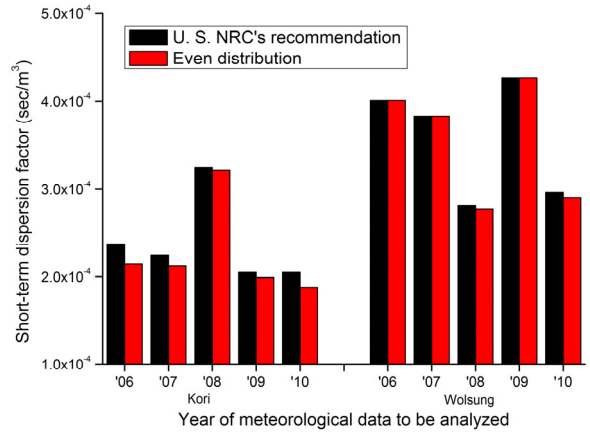 5.0x10⁻⁴
U. S. NRC's recommendation
Even distribution
4.0x10⁻⁴
3.0x10⁻⁴
2.0x10⁻⁴
1.0x10⁻⁴
Short-term dispersion factor (sec/m³)
'06 '07 '08 '09 '10 '06 '07 '08 '09 '10
Kori Wolsung
Year of meteorological data to be analyzed